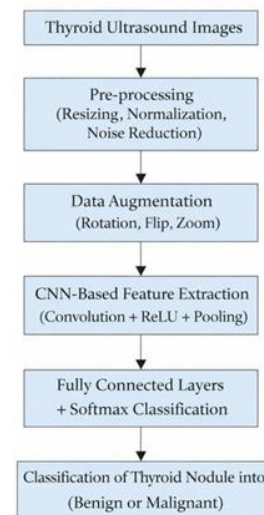 Thyroid Ultrasound Images
Pre-processing
(Resizing, Normalization,
Noise Reduction)
Data Augmentation
(Rotation, Flip, Zoom)
CNN-Based Feature Extraction
(Convolution + ReLU + Pooling)
Fully Connected Layers
+ Softmax Classification
Classification of Thyroid Nodule into
(Benign or Malignant)